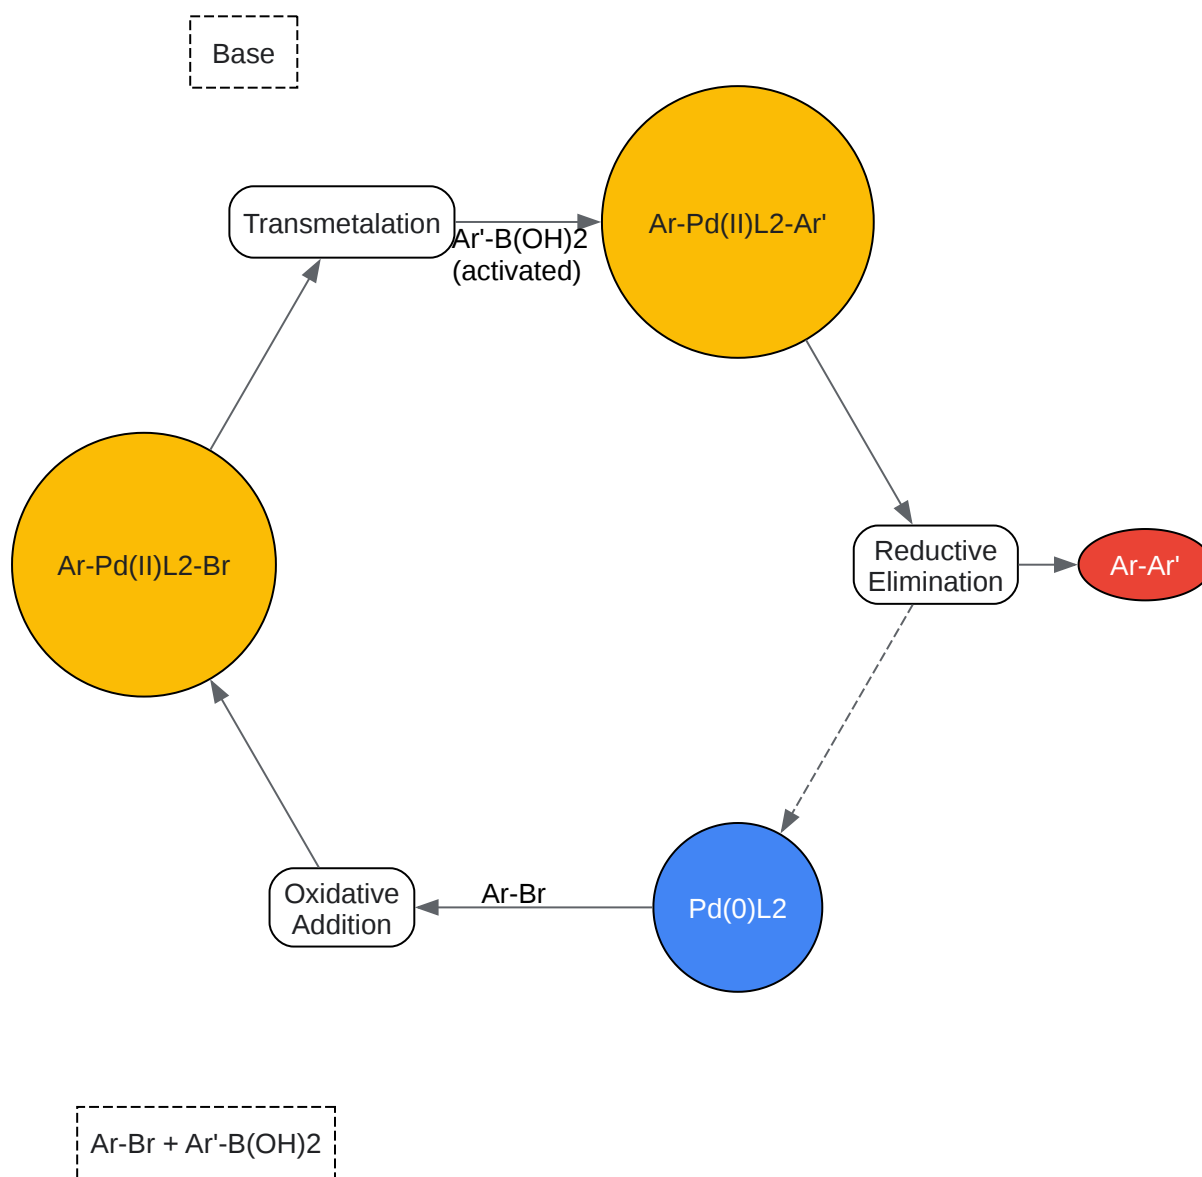 Base
Transmetalation
Ar'-B(OH)2
(activated)
Ar-Pd(II)L2-Ar'
Ar-Pd(II)L2-Br
Reductive
Elimination
Ar-Ar'
Oxidative
Addition
Ar-Br
Pd(0)L2
Ar-Br + Ar'-B(OH)2